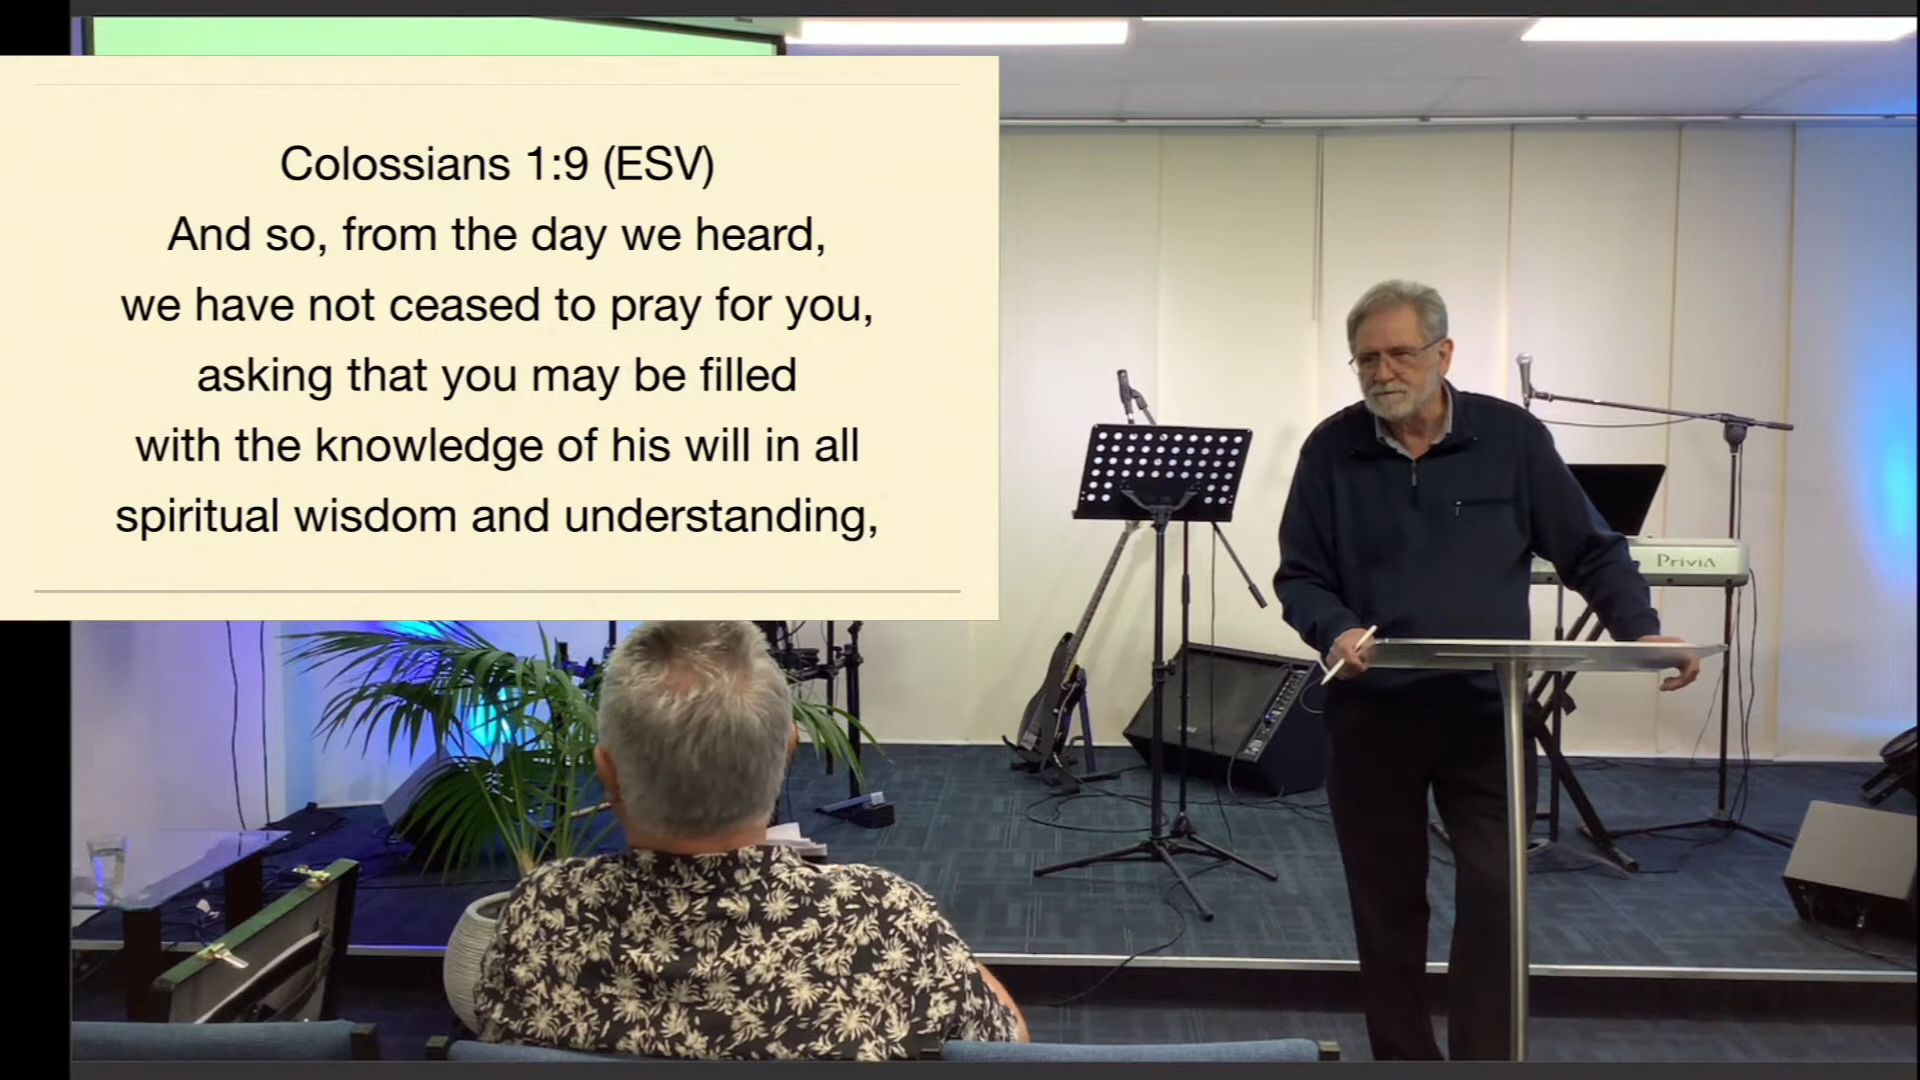 Colossians 1:9 (ESV)
And so, from the day we heard,
we have not ceased to pray for you,
asking that you may be filled
with the knowledge of his will in all
spiritual wisdom and understanding,
PriviA